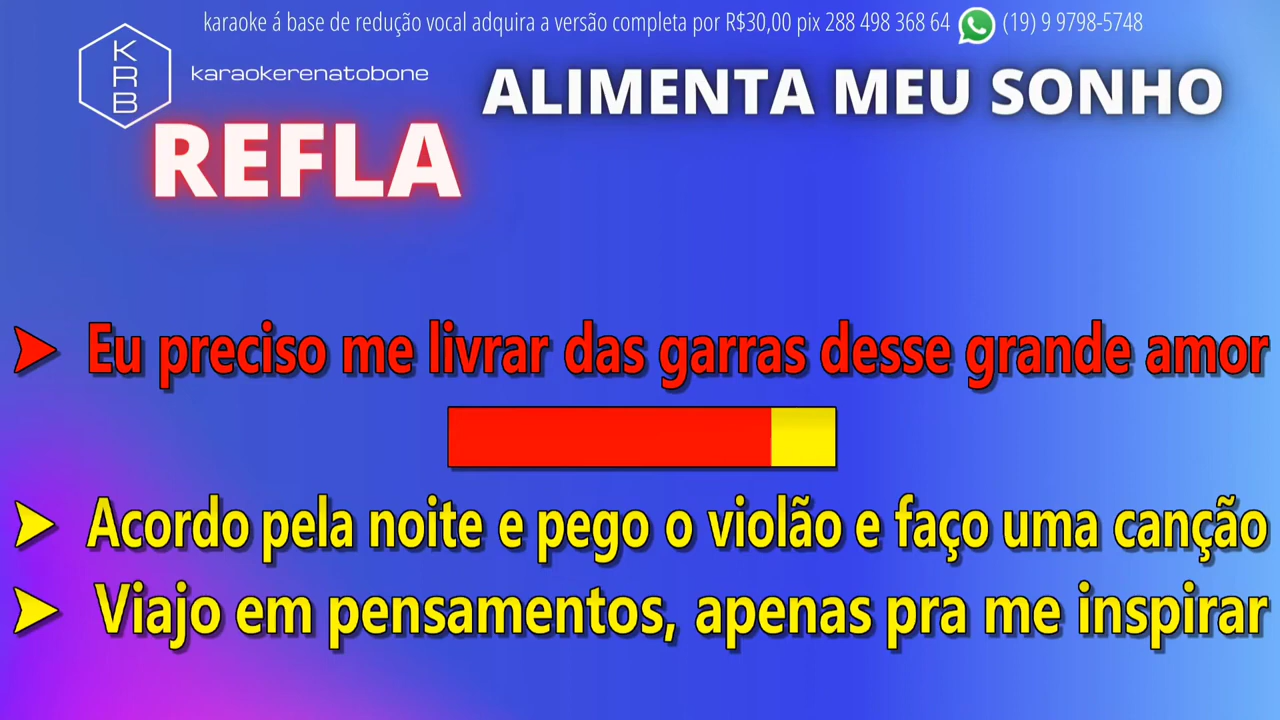 karaoke á base de redução vocal adquira a versão completa por R$30,00 pix 288 498 368 64 (19) 9 9798-5748
KRB
karaokerenatobone
ALIMENTA MEU SONHO
REFLA
Eu preciso me livrar das garras desse grande amor
Acordo pela noite e pego o violão e faço uma canção
Viajo em pensamentos, apenas pra me inspirar